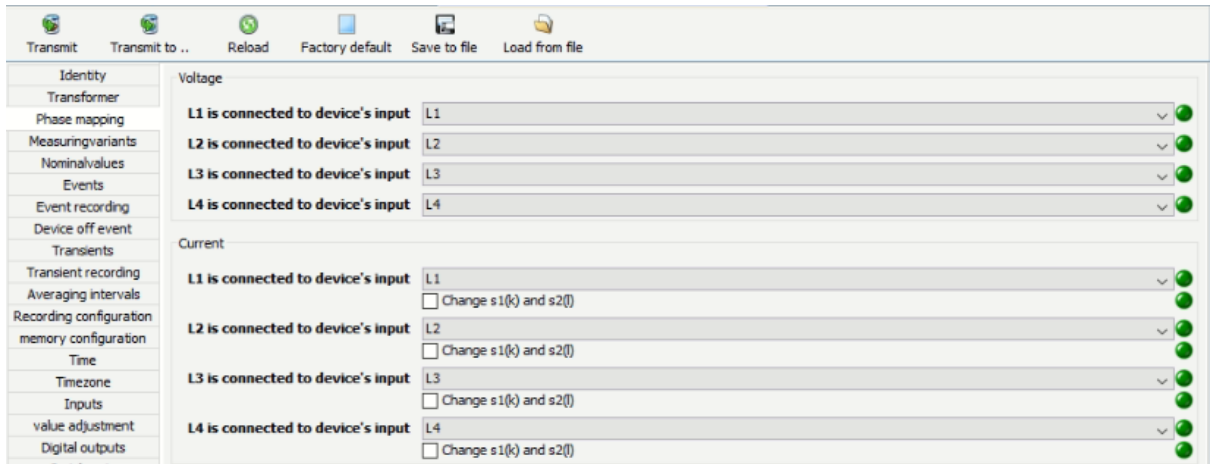 Transmit Transmit to .. Reload Factory default Save to file Load from file
Identity
Transformer
Phase mapping
Measuringvariants
Nominalvalues
Events
Event recording
Device off event
Transients
Transient recording
Averaging intervals
Recording configuration
memory configuration
Time
Timezone
Inputs
value adjustment
Digital outputs
Voltage
L1 is connected to device's input L1
L2 is connected to device's input L2
L3 is connected to device's input L3
L4 is connected to device's input L4
Current
L1 is connected to device's input L1
Change s1(k) and s2(l)
L2 is connected to device's input L2
Change s1(k) and s2(l)
L3 is connected to device's input L3
Change s1(k) and s2(l)
L4 is connected to device's input L4
Change s1(k) and s2(l)